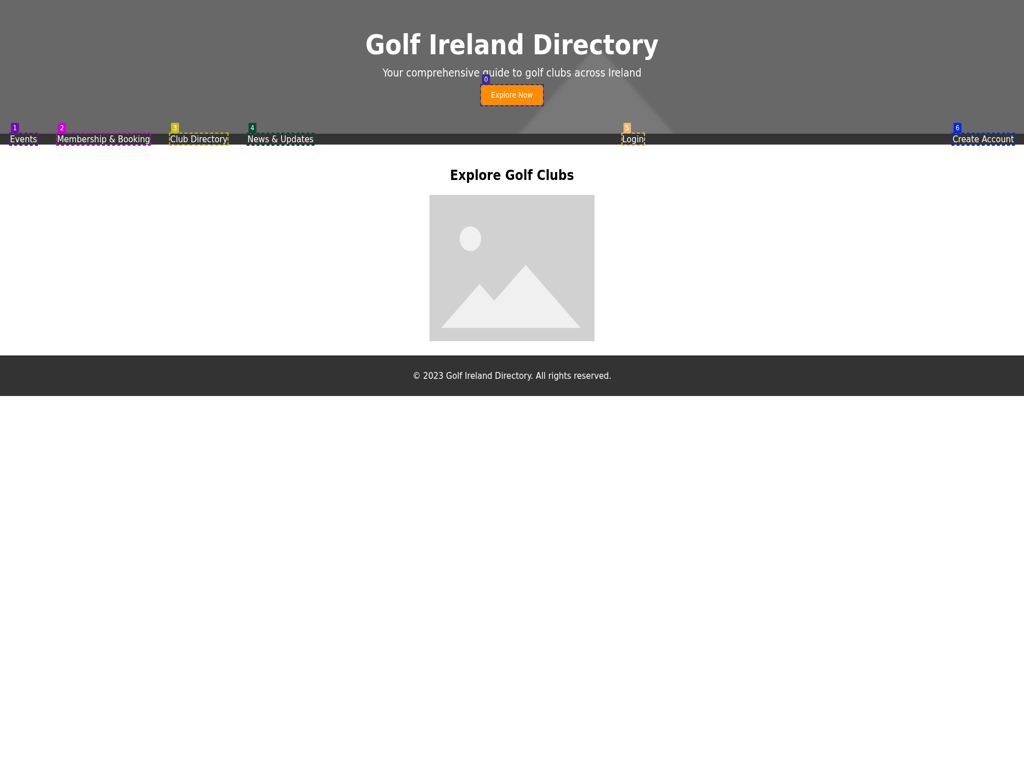 Golf Ireland Directory
Your comprehensive guide to golf clubs across Ireland
0
Explore Now
1 2 3 4 5 6
Events Membership & Booking Club Directory News & Updates Login Create Account
Explore Golf Clubs
© 2023 Golf Ireland Directory. All rights reserved.